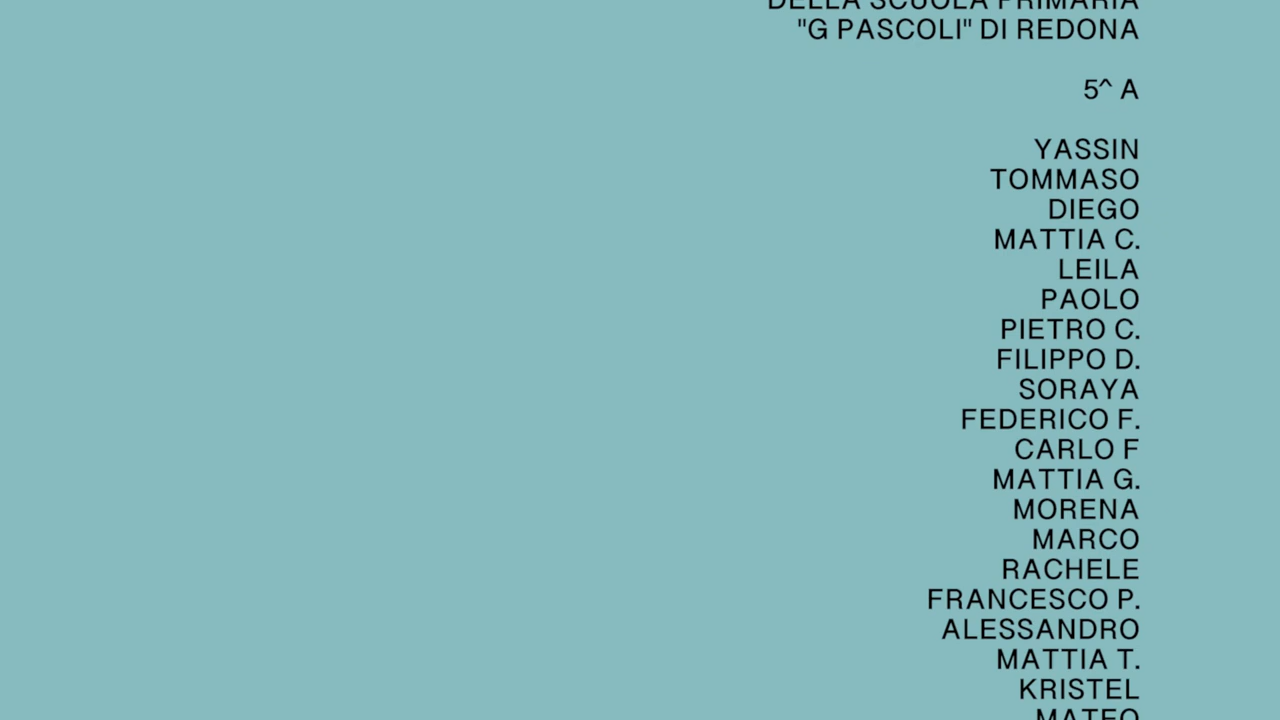 DELLA SCUOLA PRIMARIA
"G PASCOLI" DI REDONA
5^ A
YASSIN
TOMMASO
DIEGO
MATTIA C.
LEILA
PAOLO
PIETRO C.
FILIPPO D.
SORAYA
FEDERICO F.
CARLO F
MATTIA G.
MORENA
MARCO
RACHELE
FRANCESCO P.
ALESSANDRO
MATTIA T.
KRISTEL
MATEO